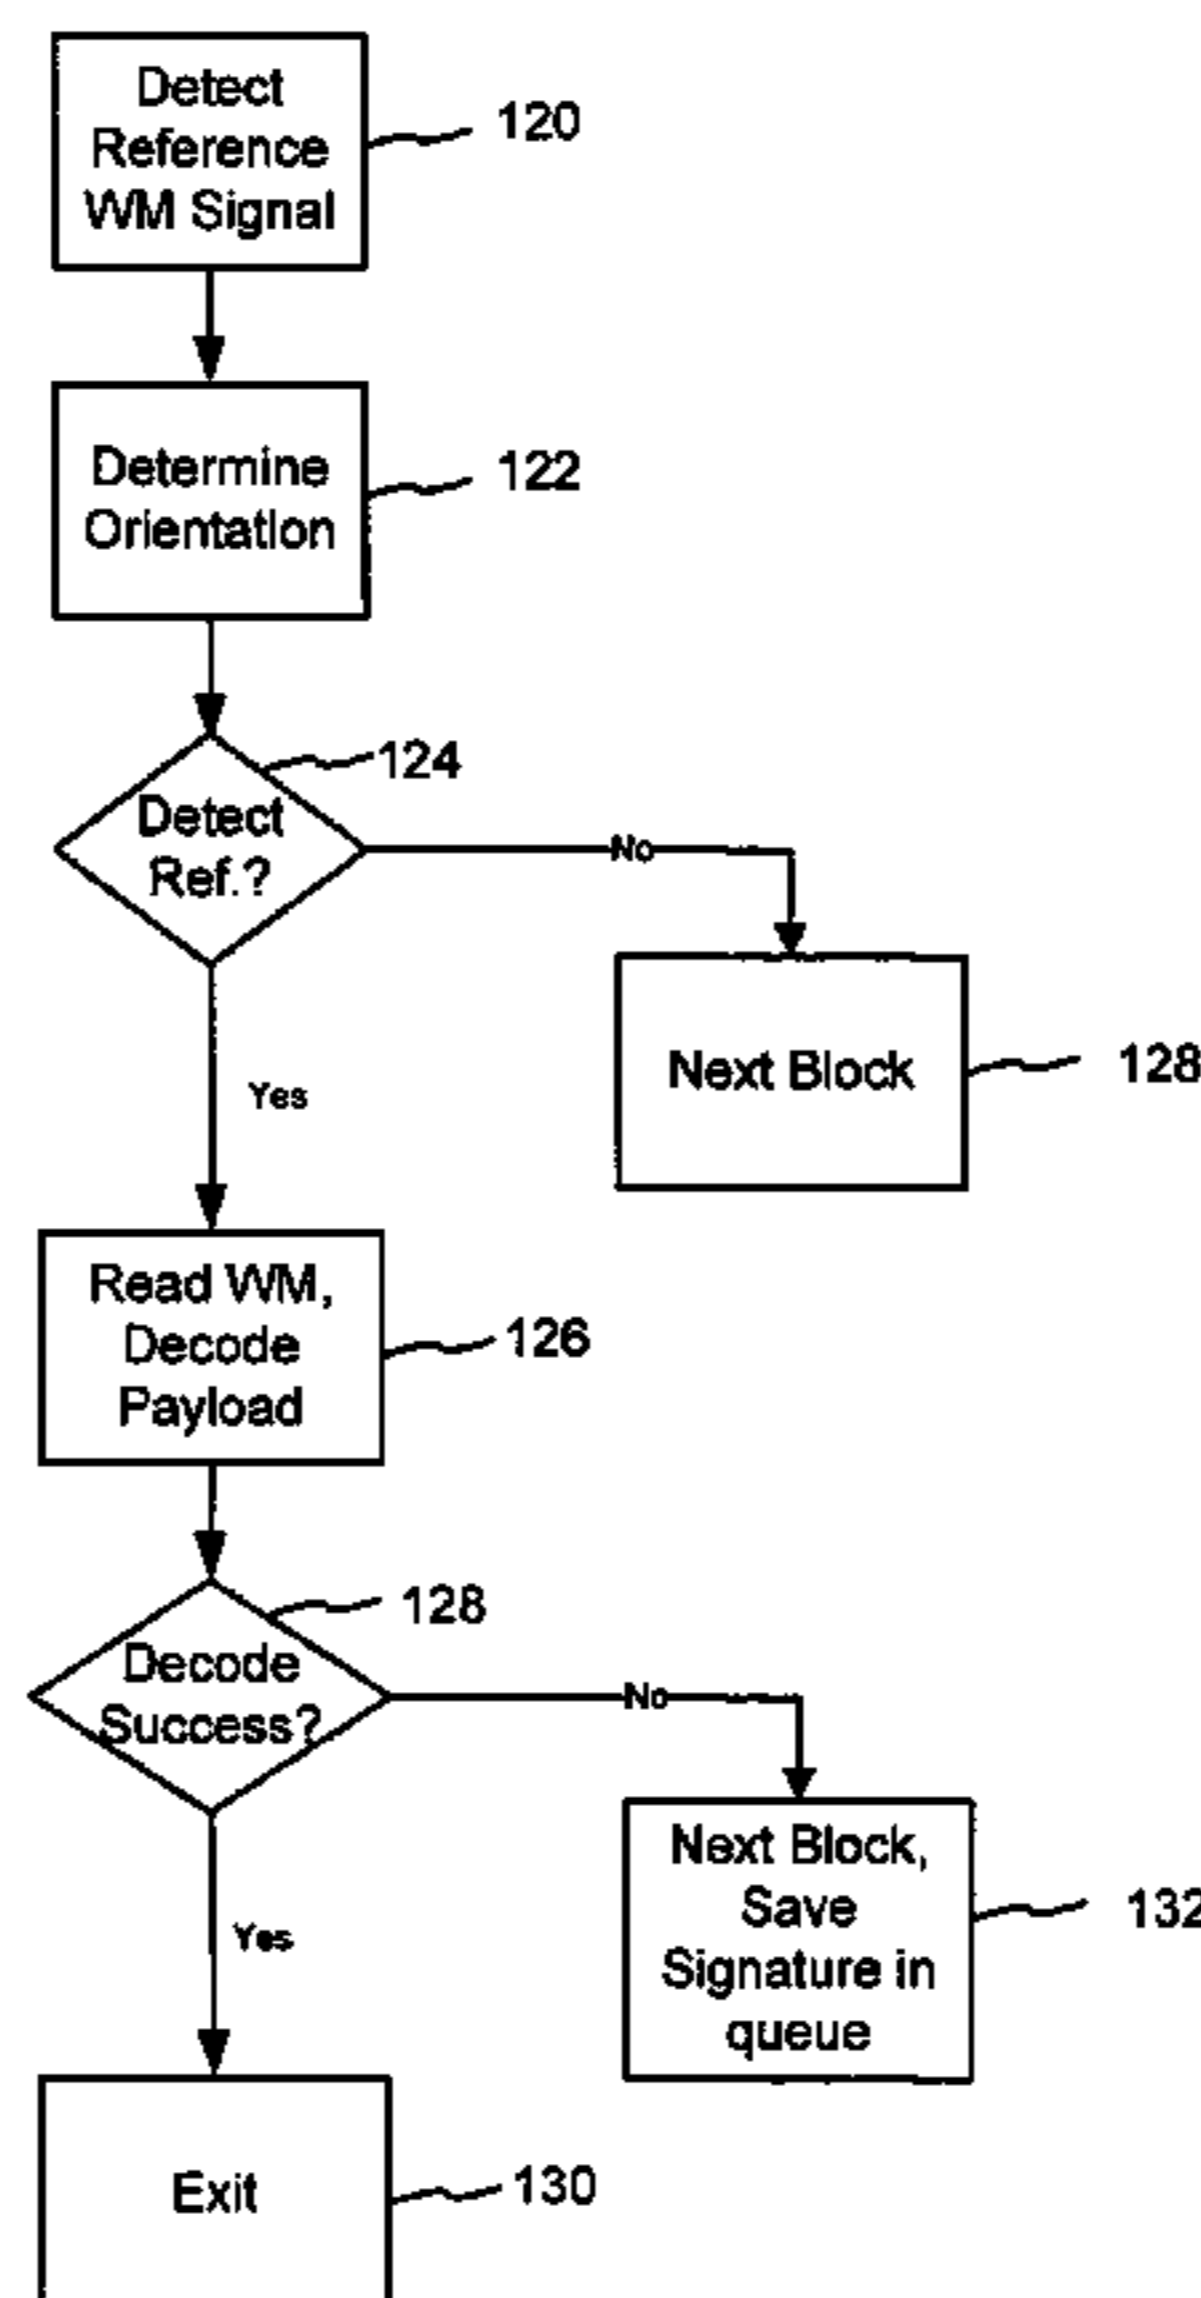 Detect
Reference
WM Signal
120
Determine
Orientation
122
124
Detect
Ref.?
No
Next Block
128
Yes
Read WM,
Decode
Payload
126
128
Decode
Success?
No
Next Block,
Save
Signature in
queue
132
Yes
Exit
130